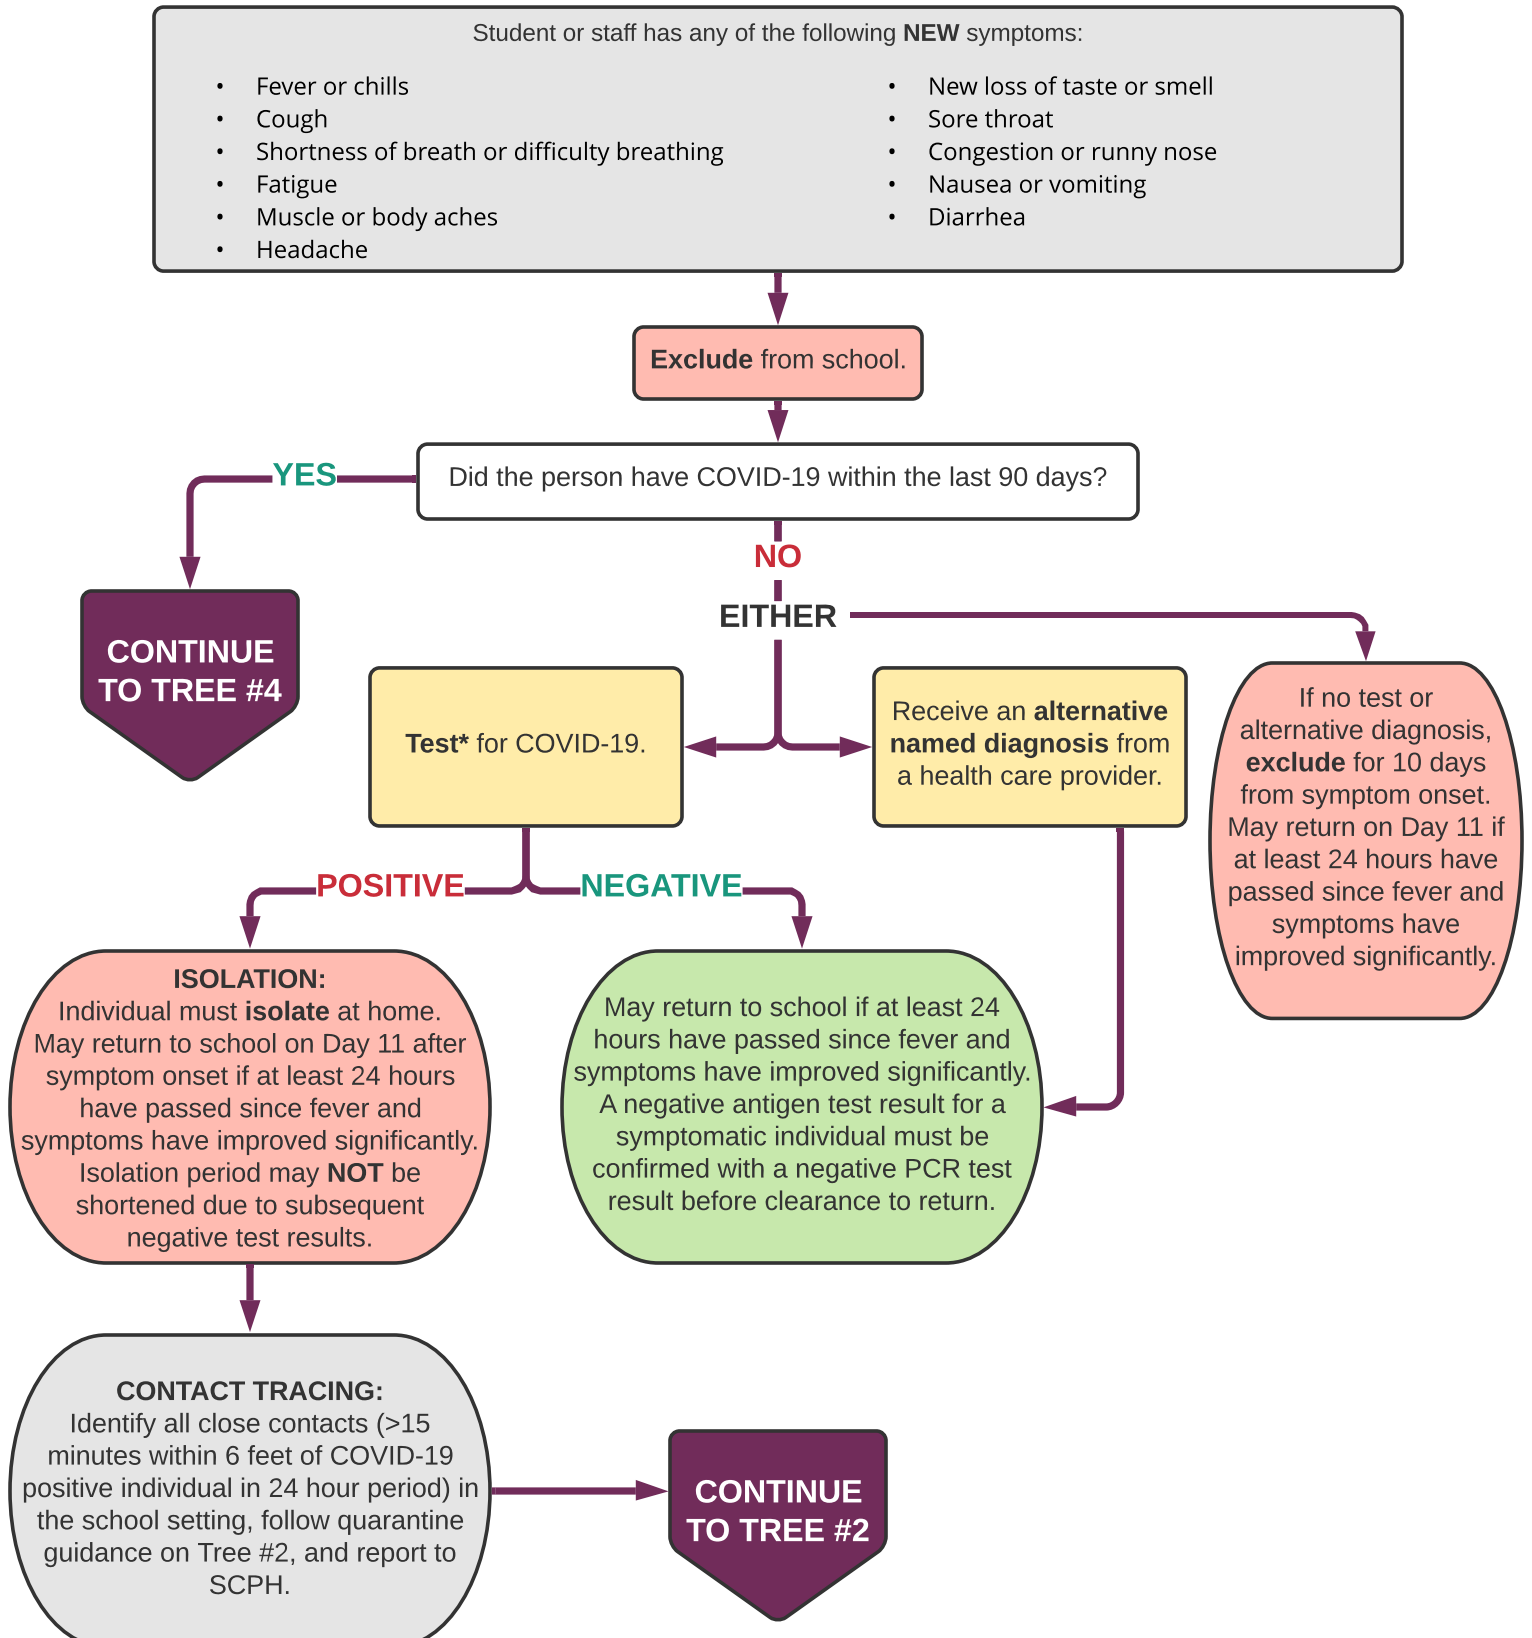 Student or staff has any of the following NEW symptoms:
• Fever or chills
• Cough
• Shortness of breath or difficulty breathing
• Fatigue
• Muscle or body aches
• Headache
• New loss of taste or smell
• Sore throat
• Congestion or runny nose
• Nausea or vomiting
• Diarrhea
Exclude from school.
Did the person have COVID-19 within the last 90 days?
YES
NO
EITHER
CONTINUE
TO TREE #4
Test* for COVID-19.
Receive an alternative
named diagnosis from
a health care provider.
If no test or
alternative diagnosis,
exclude for 10 days
from symptom onset.
May return on Day 11 if
at least 24 hours have
passed since fever and
symptoms have
improved significantly.
POSITIVE
NEGATIVE
ISOLATION:
Individual must isolate at home.
May return to school on Day 11 after
symptom onset if at least 24 hours
have passed since fever and
symptoms have improved significantly.
Isolation period may NOT be
shortened due to subsequent
negative test results.
May return to school if at least 24
hours have passed since fever and
symptoms have improved significantly.
A negative antigen test result for a
symptomatic individual must be
confirmed with a negative PCR test
result before clearance to return.
CONTACT TRACING:
Identify all close contacts (>15
minutes within 6 feet of COVID-19
positive individual in 24 hour period) in
the school setting, follow quarantine
guidance on Tree #2, and report to
SCPH.
CONTINUE
TO TREE #2